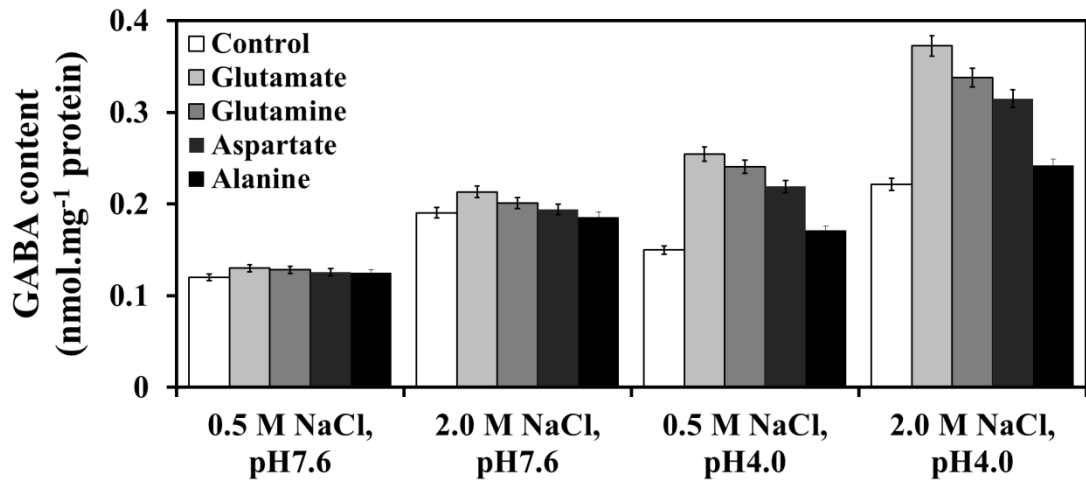 GABA content
(nmol.mg⁻¹ protein)
0.4
0.3
0.2
0.1
0
Control
Glutamate
Glutamine
Aspartate
Alanine
0.5 M NaCl,
pH7.6
2.0 M NaCl,
pH7.6
0.5 M NaCl,
pH4.0
2.0 M NaCl,
pH4.0